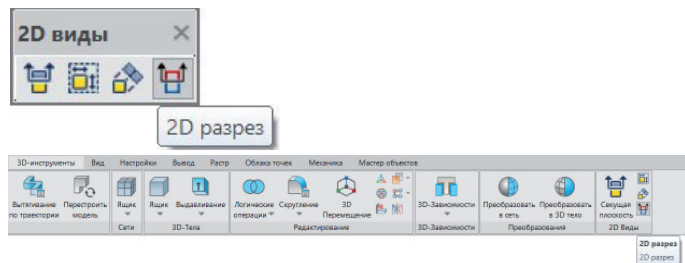 2D виды
2D разрез
3D-инструменты Вид Настройки Вывод Растр Облака точек Механика Мастер объектов
Вытягивание по траектории
Перестроить модель
Ящик
Ящик
Выдавливание
Логические операции
Скругление
3D Перемещение
3D-Зависимости
Преобразовать в сеть
Преобразовать в 3D тело
Секущая плоскость
Сети 3D-Тела Редактирование 3D-Зависимости Преобразования 2D Виды
2D разрез
2D разрез